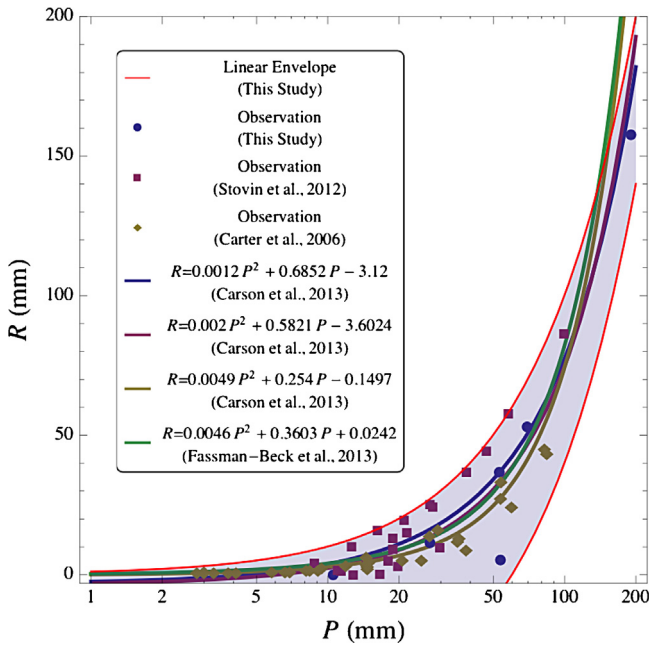 200
150
100
50
0
R (mm)
Linear Envelope
(This Study)
Observation
(This Study)
Observation
(Stovin et al., 2012)
Observation
(Carter et al., 2006)
R=0.0012 P² + 0.6852 P − 3.12
(Carson et al., 2013)
R=0.002 P² + 0.5821 P − 3.6024
(Carson et al., 2013)
R=0.0049 P² + 0.254 P − 0.1497
(Carson et al., 2013)
R=0.0046 P² + 0.3603 P + 0.0242
(Fassman−Beck et al., 2013)
1 2 5 10 20 50 100 200
P (mm)